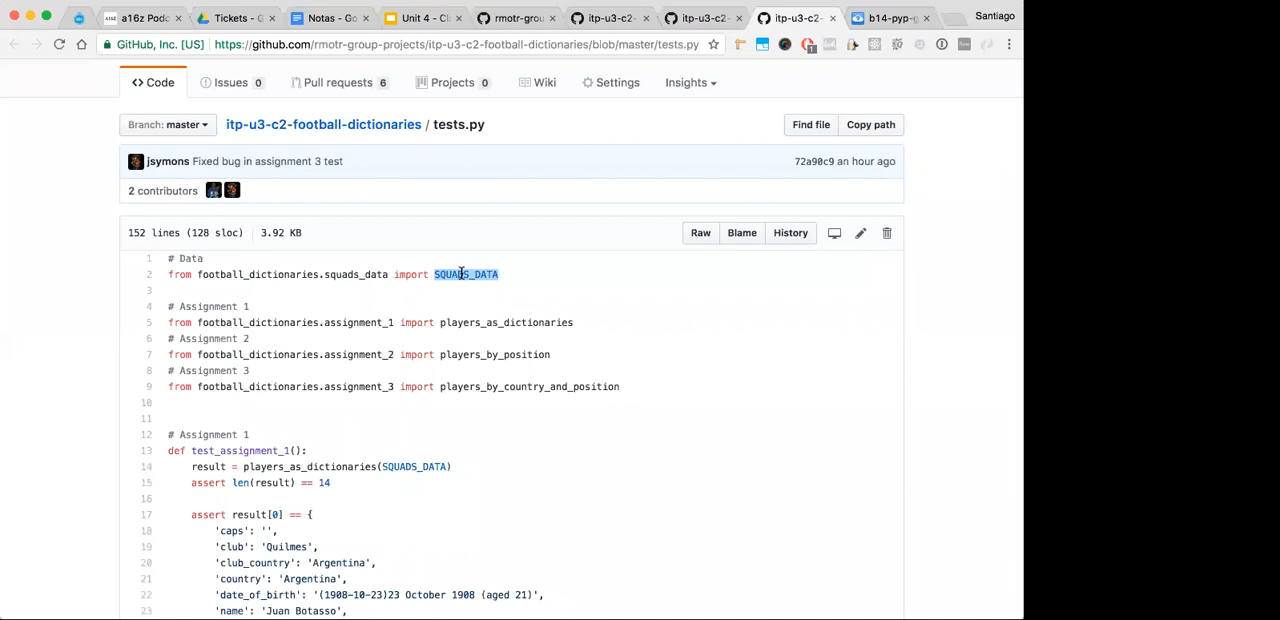 a16z Podc
Tickets - G
Notas - Go
Unit 4 - C
rmotr-grou
itp-u3-c2-
itp-u3-c2-
itp-u3-c2-
b14-pyp-g
Santiago
GitHub, Inc. [US] https://github.com/rmotr-group-projects/itp-u3-c2-football-dictionaries/blob/master/tests.py
<> Code Issues 0 Pull requests 6 Projects 0 Wiki Settings Insights
Branch: master itp-u3-c2-football-dictionaries / tests.py Find file Copy path
jsymons Fixed bug in assignment 3 test 72a90c9 an hour ago
2 contributors
152 lines (128 sloc) 3.92 KB Raw Blame History
1 # Data
2 from football_dictionaries.squads_data import SQUADS_DATA
3
4 # Assignment 1
5 from football_dictionaries.assignment_1 import players_as_dictionaries
6 # Assignment 2
7 from football_dictionaries.assignment_2 import players_by_position
8 # Assignment 3
9 from football_dictionaries.assignment_3 import players_by_country_and_position
10
11
12 # Assignment 1
13 def test_assignment_1():
14 result = players_as_dictionaries(SQUADS_DATA)
15 assert len(result) == 14
16
17 assert result[0] == {
18 'caps': '',
19 'club': 'Quilmes',
20 'club_country': 'Argentina',
21 'country': 'Argentina',
22 'date_of_birth': '(1908-10-23)23 October 1908 (aged 21)',
23 'name': 'Juan Botasso',